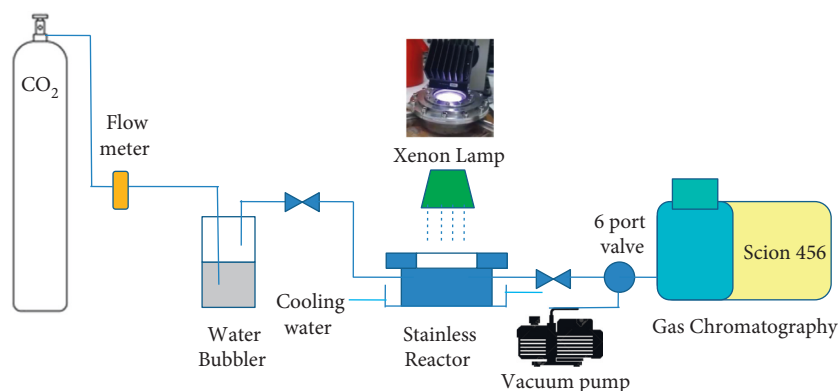 CO2
Flow
meter
Xenon Lamp
6 port
valve
Scion 456
Cooling
water
Water
Bubbler
Stainless
Reactor
Gas Chromatography
Vacuum pump